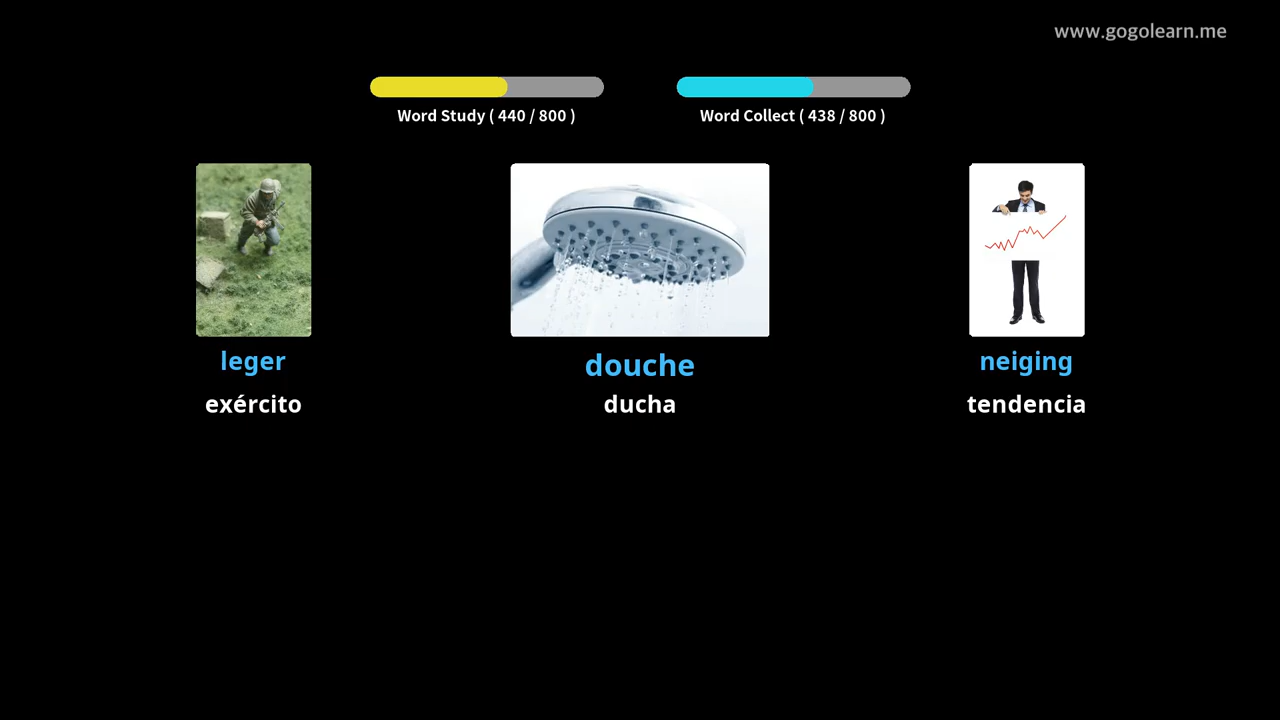 www.gogolearn.me
Word Study ( 440 / 800 )
Word Collect ( 438 / 800 )
leger
exército
douche
ducha
neiging
tendencia